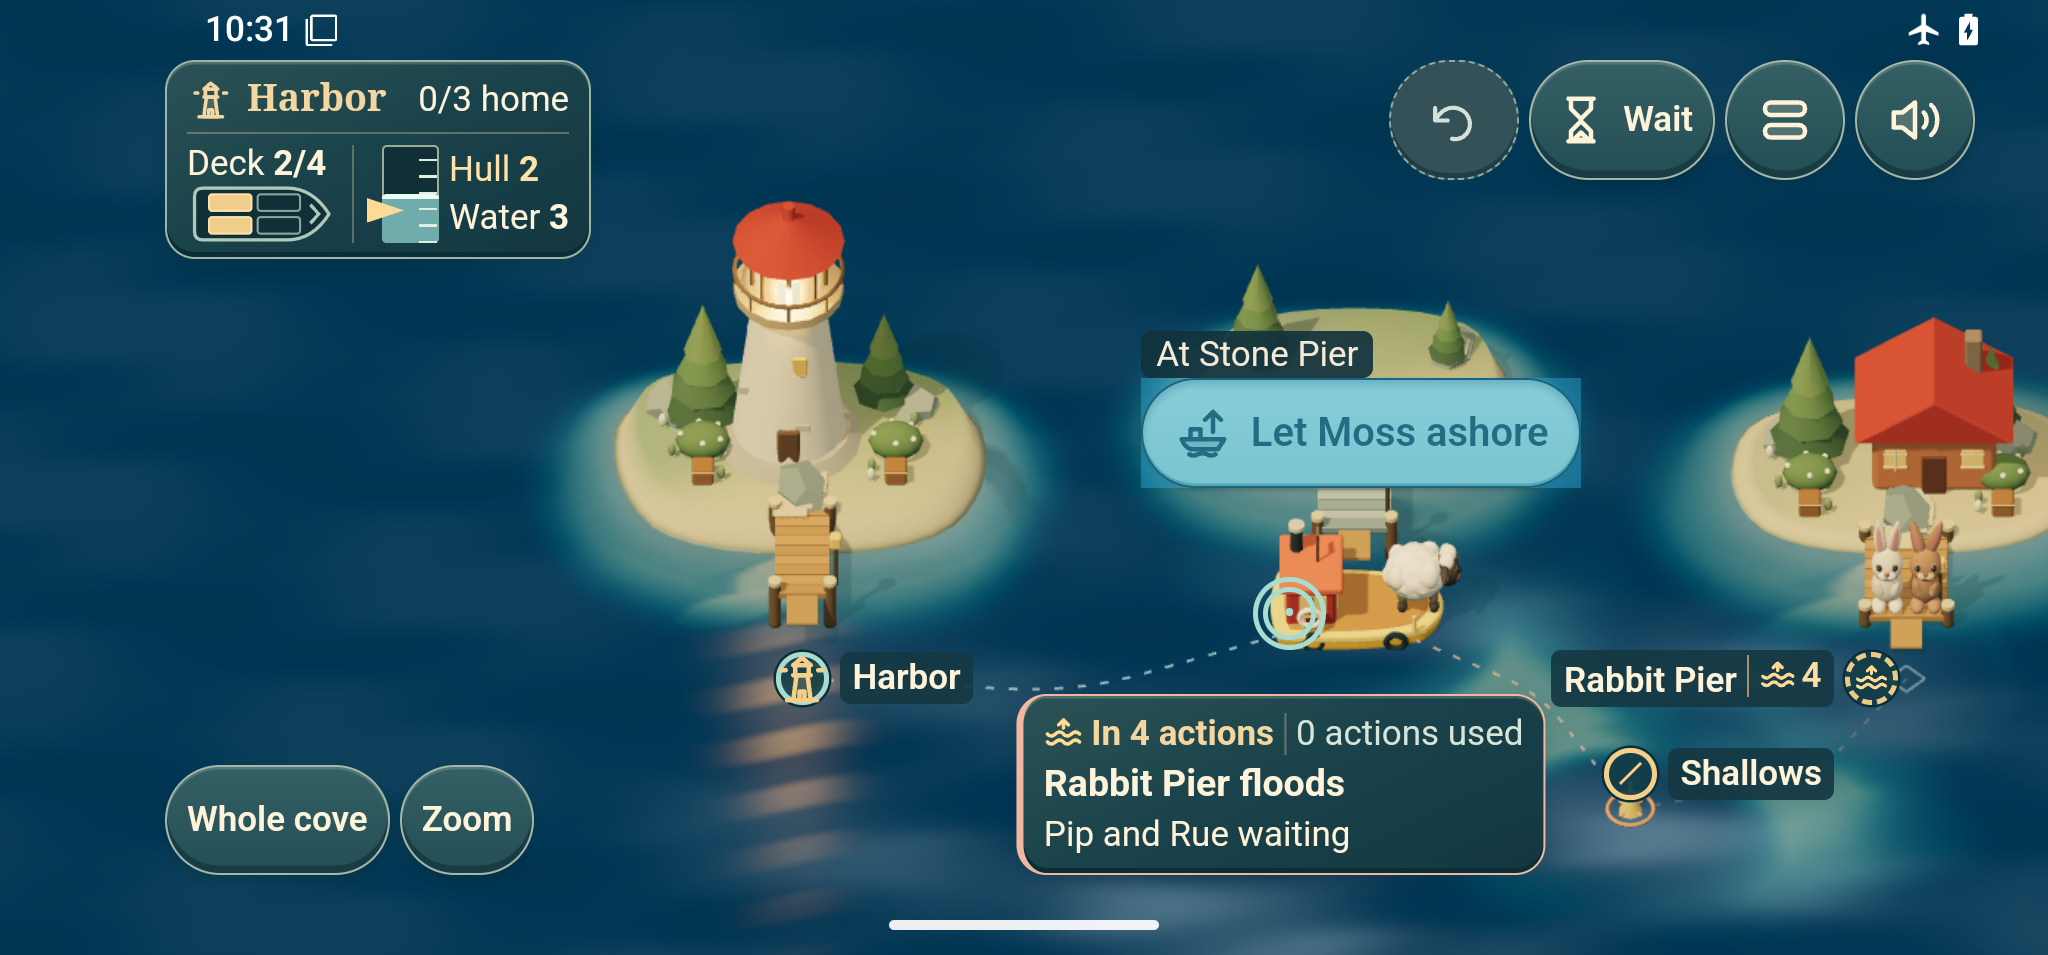 10:31
Harbor 0/3 home
Deck 2/4
Hull 2
Water 3
Wait
At Stone Pier
Let Moss ashore
Harbor
Rabbit Pier 4
Shallows
In 4 actions 0 actions used
Rabbit Pier floods
Pip and Rue waiting
Whole cove
Zoom